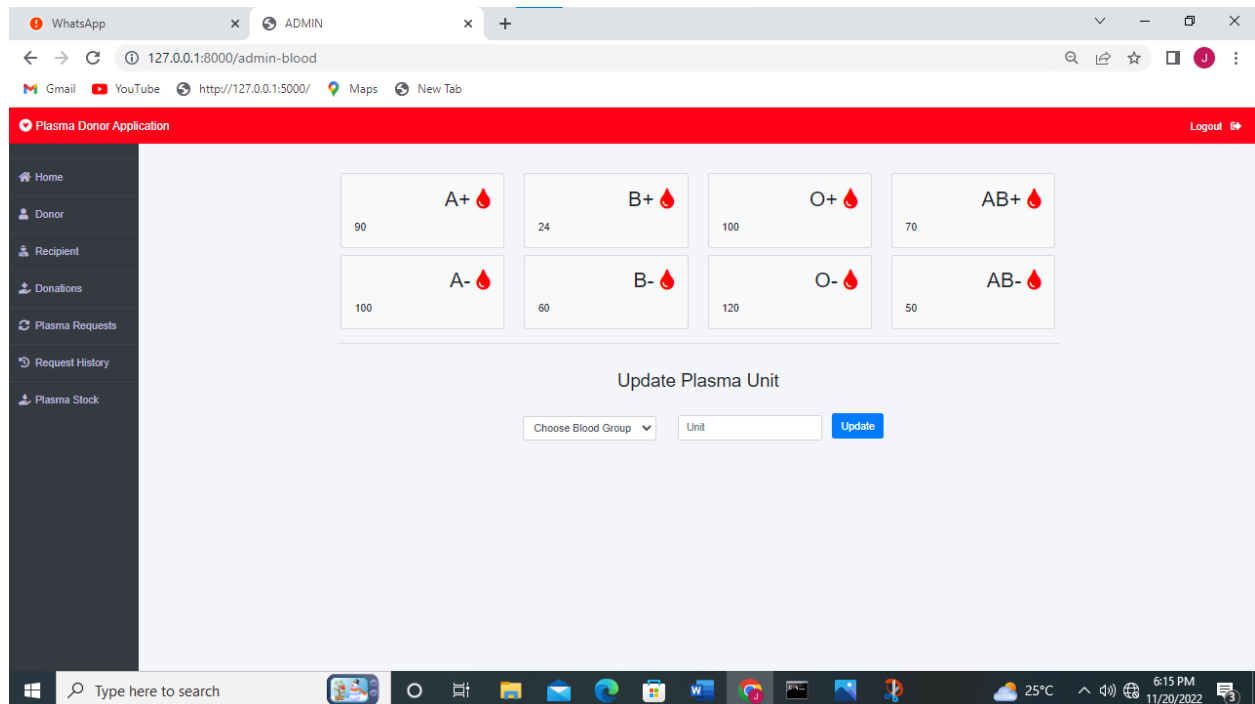 WhatsApp
ADMIN
127.0.0.1:8000/admin-blood
J
Gmail YouTube http://127.0.0.1:5000/ Maps New Tab
Plasma Donor Application Logout
Home
Donor
Recipient
Donations
Plasma Requests
Request History
Plasma Stock
A+ B+ O+ AB+
90 24 100 70
A- B- O- AB-
100 60 120 50
Update Plasma Unit
Choose Blood Group Unit Update
Type here to search
25°C
6:15 PM
11/20/2022
3